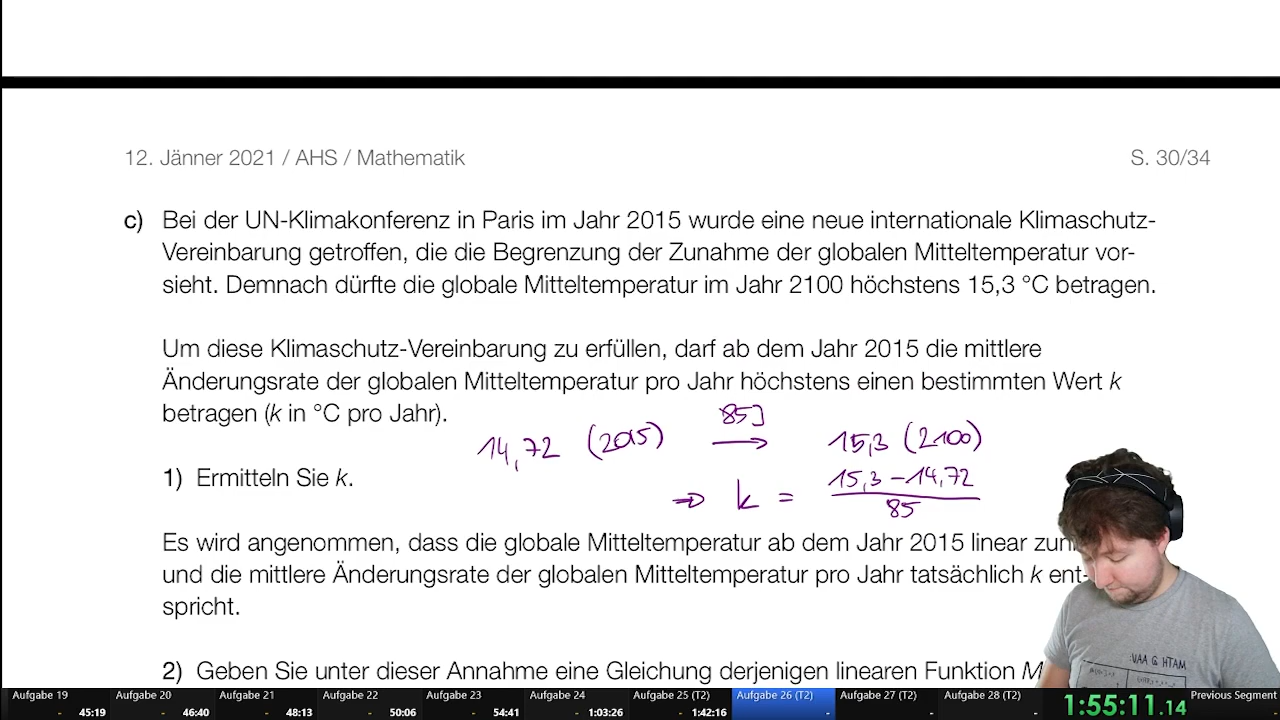 12. Jänner 2021 / AHS / Mathematik
S. 30/34
c) Bei der UN-Klimakonferenz in Paris im Jahr 2015 wurde eine neue internationale Klimaschutz-
Vereinbarung getroffen, die die Begrenzung der Zunahme der globalen Mitteltemperatur vor-
sieht. Demnach dürfte die globale Mitteltemperatur im Jahr 2100 höchstens 15,3 °C betragen.
Um diese Klimaschutz-Vereinbarung zu erfüllen, darf ab dem Jahr 2015 die mittlere
Änderungsrate der globalen Mitteltemperatur pro Jahr höchstens einen bestimmten Wert k
betragen (k in °C pro Jahr).
85J
14,72 (2015) → 15,3 (2100)
1) Ermitteln Sie k.
⇒ k = 15,3 - 14,72
85
Es wird angenommen, dass die globale Mitteltemperatur ab dem Jahr 2015 linear
und die mittlere Änderungsrate der globalen Mitteltemperatur pro Jahr tatsächlich k ent-
spricht.
2) Geben Sie unter dieser Annahme eine Gleichung derjenigen linearen Funktion M
VAA G HTAM
Aufgabe 19 Aufgabe 20 Aufgabe 21 Aufgabe 22 Aufgabe 23 Aufgabe 24 Aufgabe 25 (T2) Aufgabe 26 (T2) Aufgabe 27 (T2) Aufgabe 28 (T2) 1:55:11.14 Previous Segment
- 45:19 - 46:40 - 48:13 - 50:06 - 54:41 - 1:03:26 - 1:42:16 - - - -